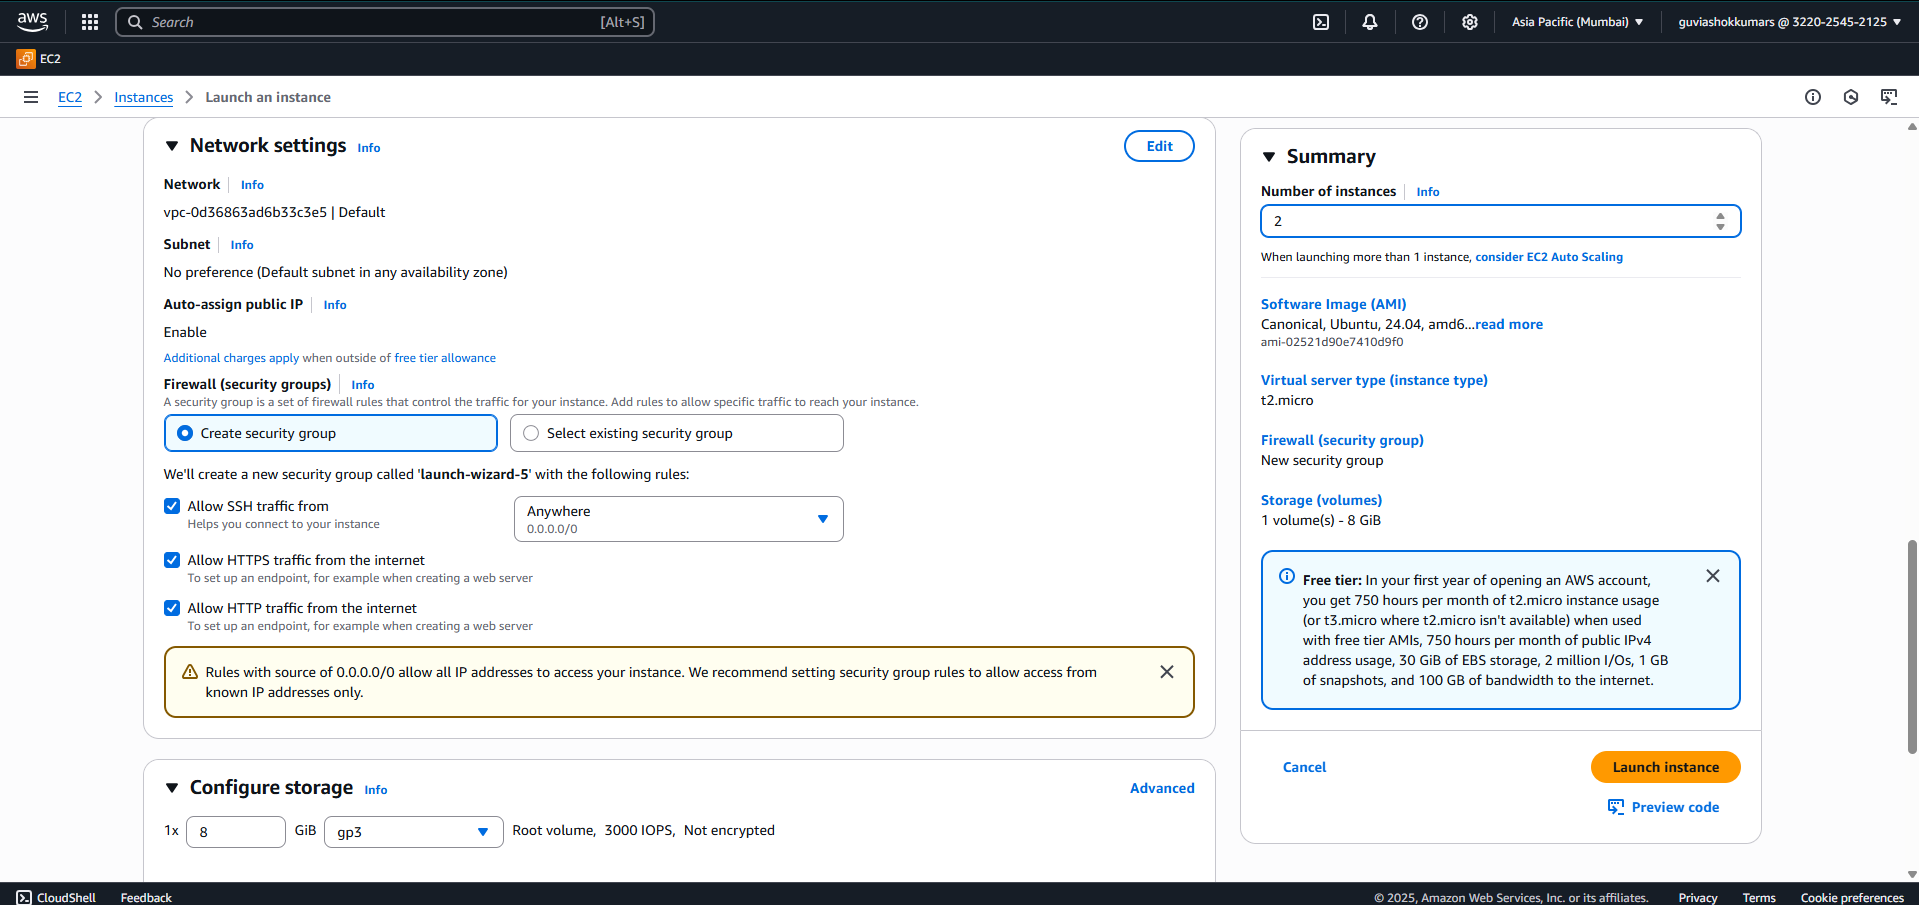 aws
Search
[Alt+S]
Asia Pacific (Mumbai)
guviashokkumars @ 3220-2545-2125
EC2
EC2
Instances
Launch an instance
Network settings Info
Edit
Network Info
vpc-0d36863ad6b33c3e5 | Default
Subnet Info
No preference (Default subnet in any availability zone)
Auto-assign public IP Info
Enable
Additional charges apply when outside of free tier allowance
Firewall (security groups) Info
A security group is a set of firewall rules that control the traffic for your instance. Add rules to allow specific traffic to reach your instance.
Create security group
Select existing security group
We'll create a new security group called 'launch-wizard-5' with the following rules:
Allow SSH traffic from
Helps you connect to your instance
Anywhere
0.0.0.0/0
Allow HTTPS traffic from the internet
To set up an endpoint, for example when creating a web server
Allow HTTP traffic from the internet
To set up an endpoint, for example when creating a web server
Rules with source of 0.0.0.0/0 allow all IP addresses to access your instance. We recommend setting security group rules to allow access from
known IP addresses only.
Configure storage Info
Advanced
1x 8 GiB gp3 Root volume, 3000 IOPS, Not encrypted
Summary
Number of instances Info
2
When launching more than 1 instance, consider EC2 Auto Scaling
Software Image (AMI)
Canonical, Ubuntu, 24.04, amd6...read more
ami-02521d90e7410d9f0
Virtual server type (instance type)
t2.micro
Firewall (security group)
New security group
Storage (volumes)
1 volume(s) - 8 GiB
Free tier: In your first year of opening an AWS account,
you get 750 hours per month of t2.micro instance usage
(or t3.micro where t2.micro isn't available) when used
with free tier AMIs, 750 hours per month of public IPv4
address usage, 30 GiB of EBS storage, 2 million I/Os, 1 GB
of snapshots, and 100 GB of bandwidth to the internet.
Cancel
Launch instance
Preview code
CloudShell
Feedback
© 2025, Amazon Web Services, Inc. or its affiliates.
Privacy
Terms
Cookie preferences